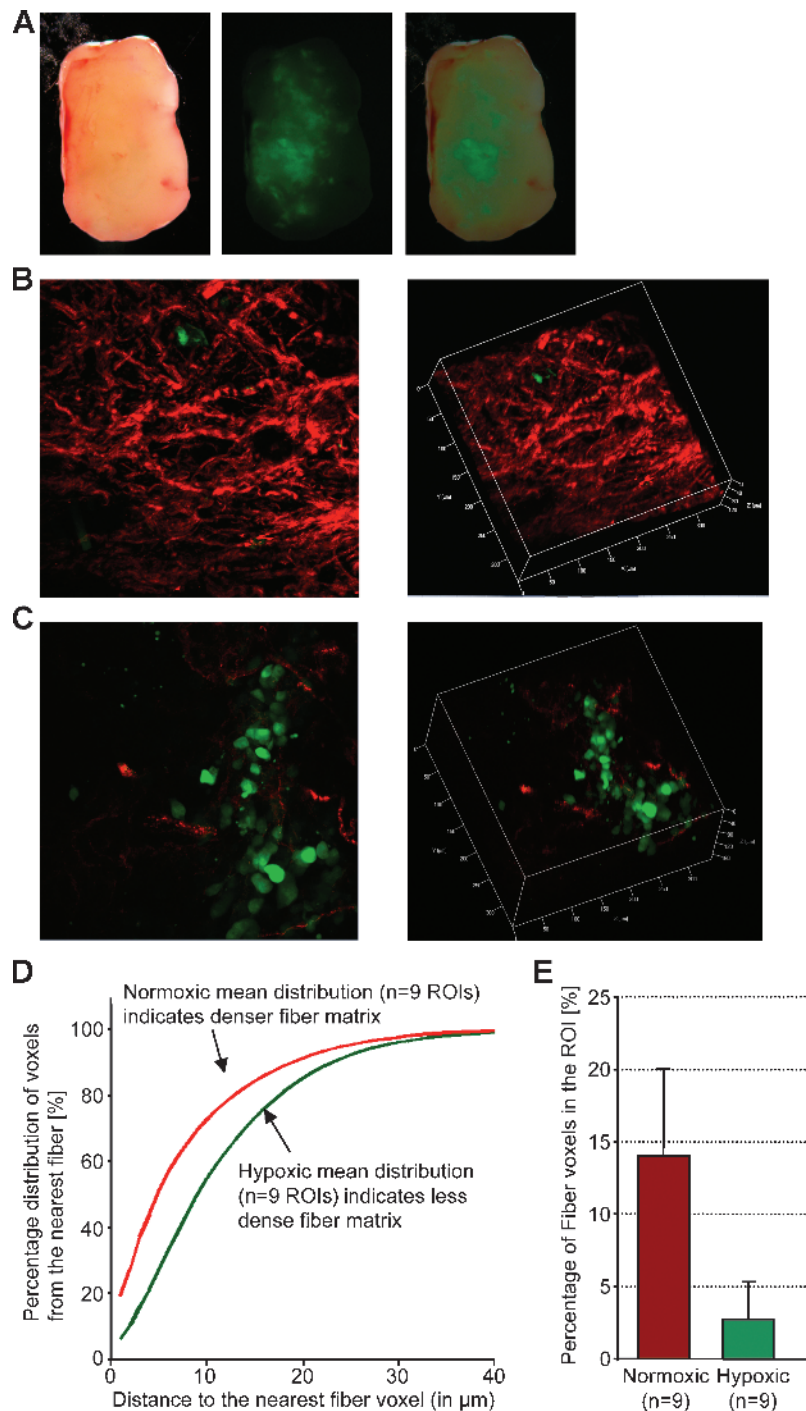 A
B
C
D
Normoxic mean distribution (n=9 ROIs)
indicates denser fiber matrix
Hypoxic mean distribution
(n=9 ROIs) indicates less
dense fiber matrix
Percentage distribution of voxels
from the nearest fiber [%]
100
80
60
40
20
0
0 10 20 30 40
Distance to the nearest fiber voxel (in µm)
E
Percentage of Fiber voxels in the ROI [%]
25
20
15
10
5
0
Normoxic Hypoxic
(n=9) (n=9)